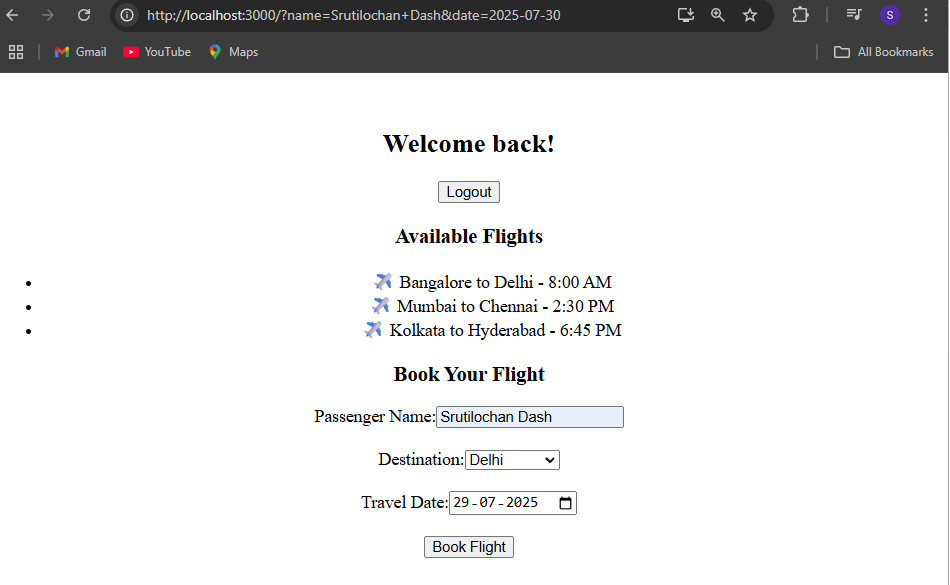 http://localhost:3000/?name=Srutilochan+Dash&date=2025-07-30
S
Gmail YouTube Maps All Bookmarks
Welcome back!
Logout
Available Flights
Bangalore to Delhi - 8:00 AM
Mumbai to Chennai - 2:30 PM
Kolkata to Hyderabad - 6:45 PM
Book Your Flight
Passenger Name: Srutilochan Dash
Destination: Delhi
Travel Date: 29-07-2025
Book Flight